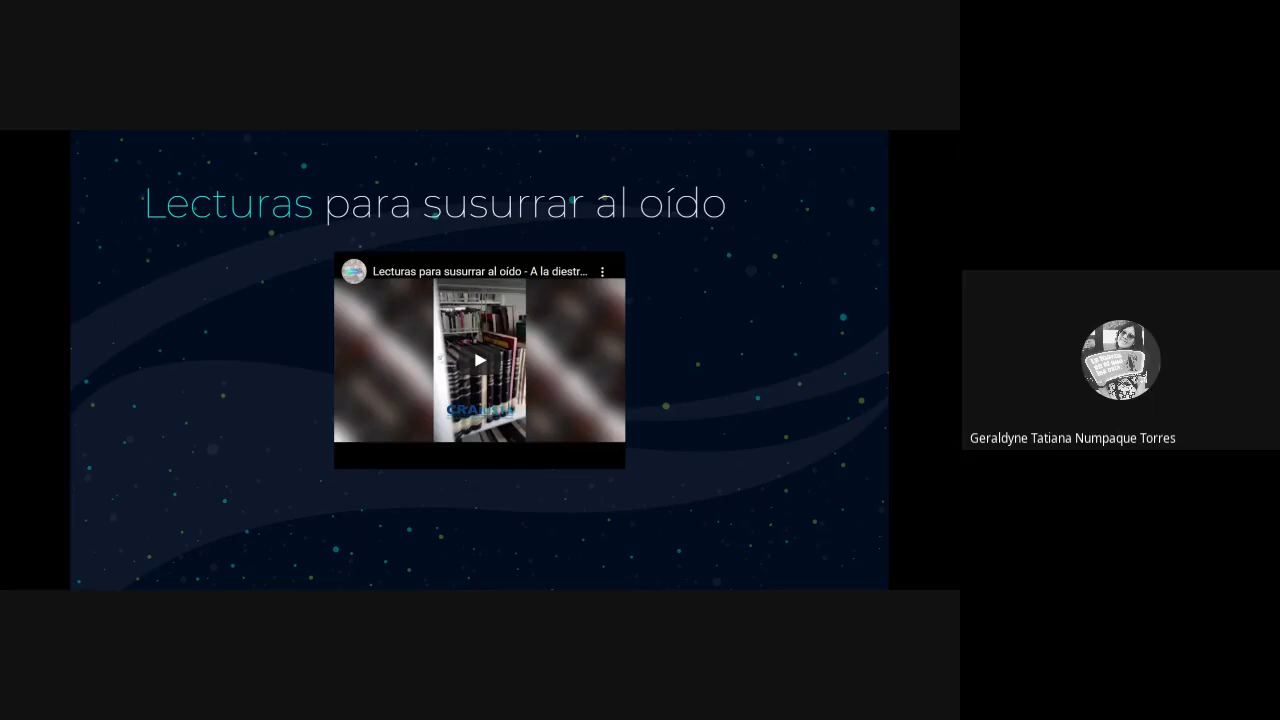 Lecturas para susurrar al oído
Lecturas para susurrar al oído - A la diestr...
Geraldyne Tatiana Numpaque Torres